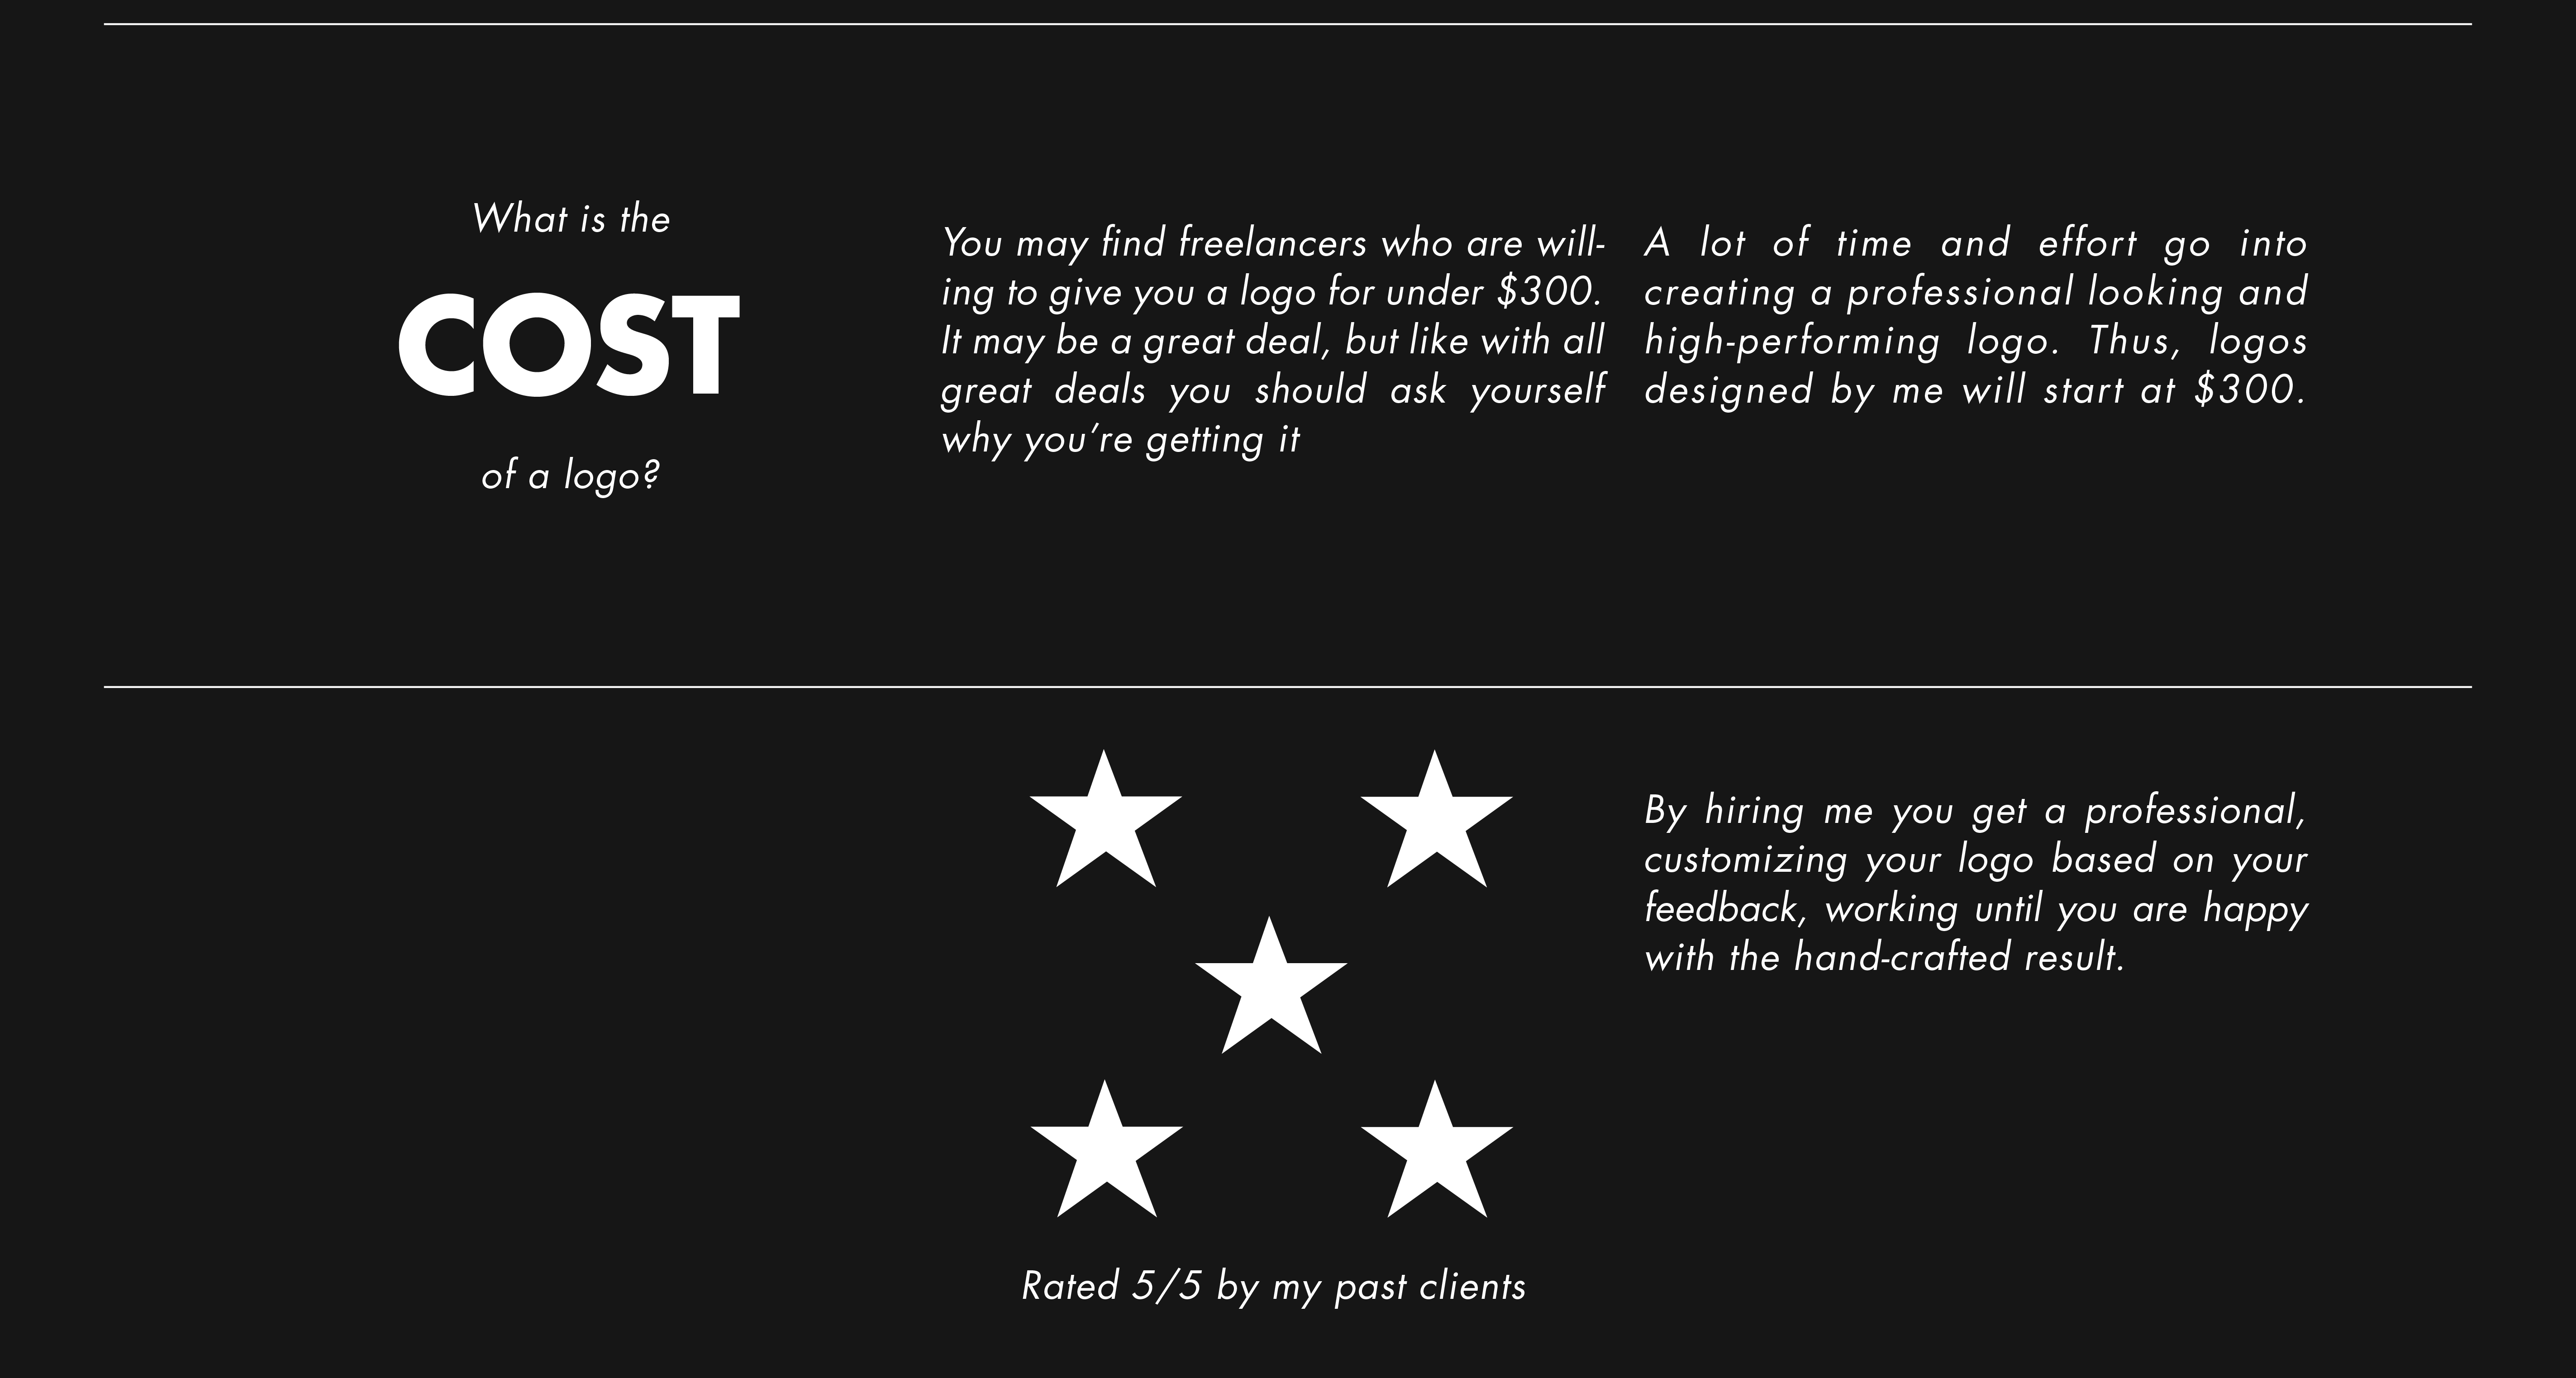 What is the
COST
of a logo?
You may find freelancers who are will-
ing to give you a logo for under $300.
It may be a great deal, but like with all
great deals you should ask yourself
why you’re getting it
A lot of time and effort go into
creating a professional looking and
high-performing logo. Thus, logos
designed by me will start at $300.
Rated 5/5 by my past clients
By hiring me you get a professional,
customizing your logo based on your
feedback, working until you are happy
with the hand-crafted result.